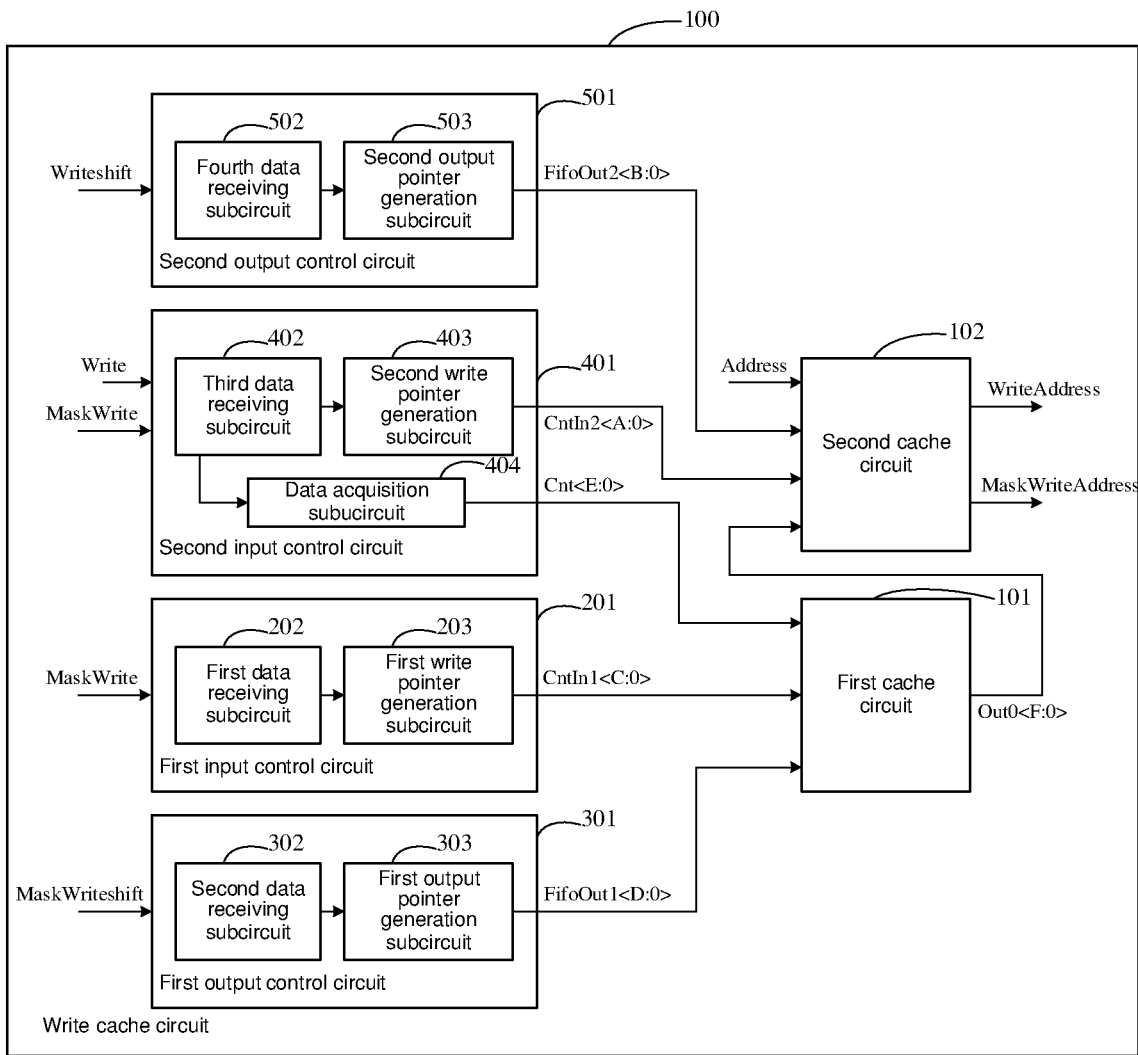 100
501
502
503
Writeshift
Fourth data
receiving
subcircuit
Second output
pointer
generation
subcircuit
FifoOut2<B:0>
Second output control circuit
402
403
401
Write
MaskWrite
Third data
receiving
subcircuit
Second write
pointer
generation
subcircuit
CntIn2<A:0>
404
Data acquisition
subucircuit
Cnt<E:0>
Second input control circuit
102
Address
Second cache
circuit
WriteAddress
MaskWriteAddress
201
202
203
MaskWrite
First data
receiving
subcircuit
First write
pointer
generation
subcircuit
CntIn1<C:0>
First input control circuit
101
First cache
circuit
Out0<F:0>
301
302
303
MaskWriteshift
Second data
receiving
subcircuit
First output
pointer
generation
subcircuit
FifoOut1<D:0>
First output control circuit
Write cache circuit